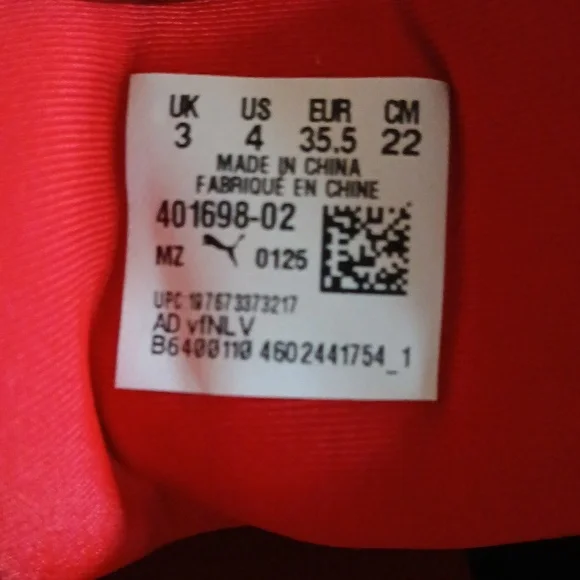 UK US EUR CM
3 4 35.5 22
MADE IN CHINA
FABRIQUÉ EN CHINE
401698-02
MZ 0125
UPC:197673373217
AD vfNLV
B6400110 4602441754_1